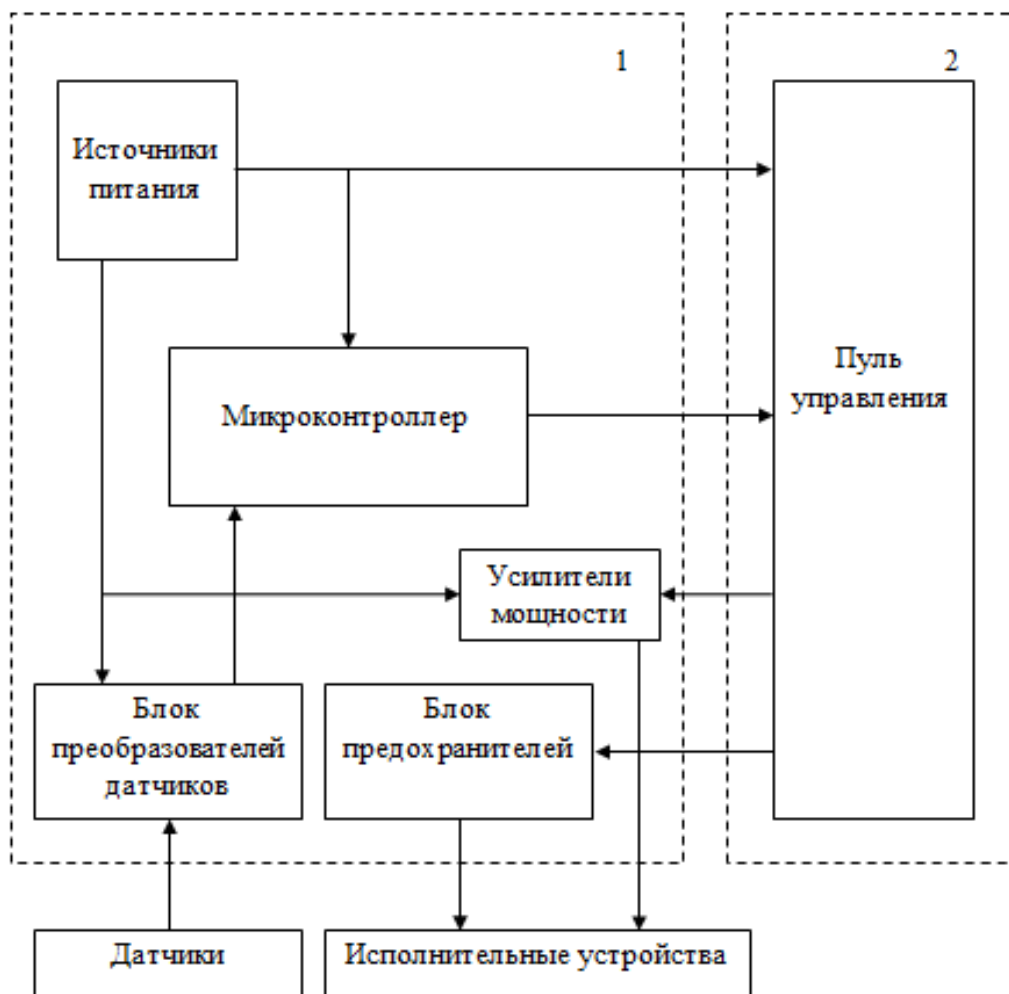 1
2
Источники
питания
Пуль
управления
Микроконтроллер
Усилители
мощности
Блок
преобразователей
датчиков
Блок
предохранителей
Датчики
Исполнительные устройства